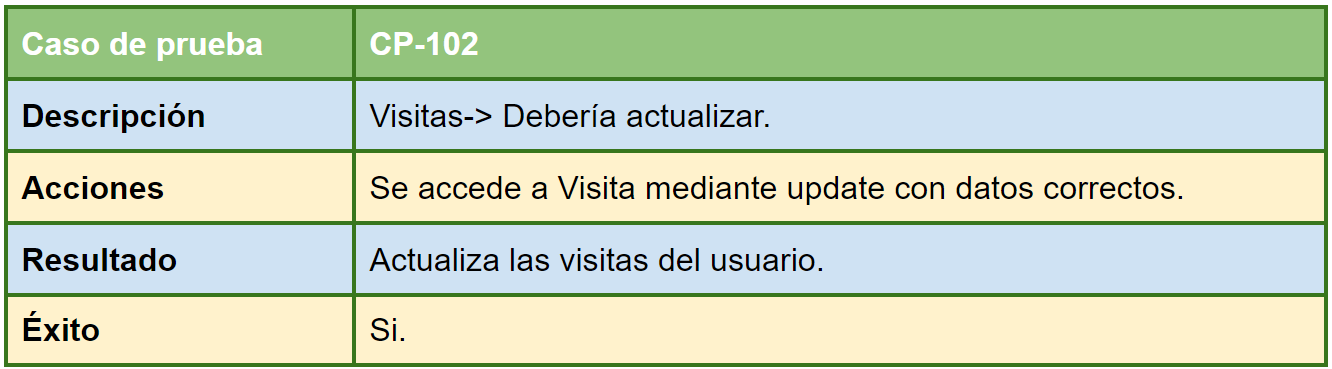 Caso de prueba CP-102
Descripción Visitas-> Debería actualizar.
Acciones Se accede a Visita mediante update con datos correctos.
Resultado Actualiza las visitas del usuario.
Éxito Si.